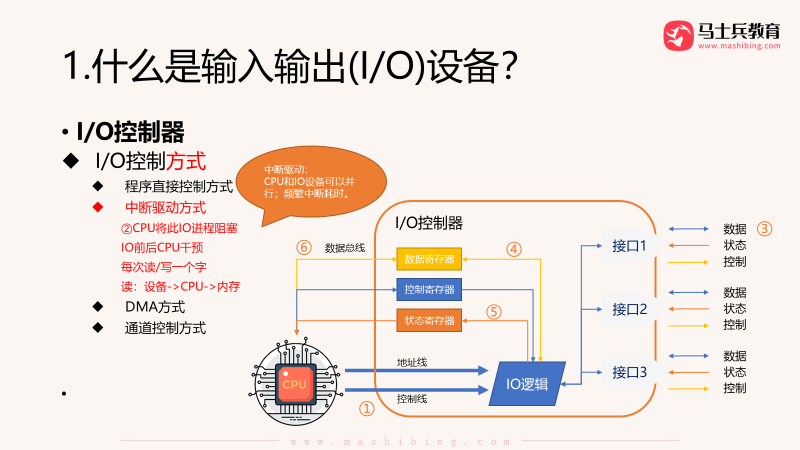 马士兵教育
www.mashibing.com
1.什么是输入输出(I/O)设备？
• I/O控制器
◆ I/O控制方式
◆ 程序直接控制方式
◆ 中断驱动方式
②CPU将此IO进程阻塞
IO前后CPU干预
每次读/写一个字
读：设备->CPU->内存
◆ DMA方式
◆ 通道控制方式
•
中断驱动：
CPU和IO设备可以并
行；频繁中断耗时。
I/O控制器
⑥ 数据总线
数据寄存器
④
控制寄存器
状态寄存器
⑤
CPU
地址线
控制线
①
IO逻辑
接口1
数据 ③
状态
控制
接口2
数据
状态
控制
接口3
数据
状态
控制
www.mashibing.com